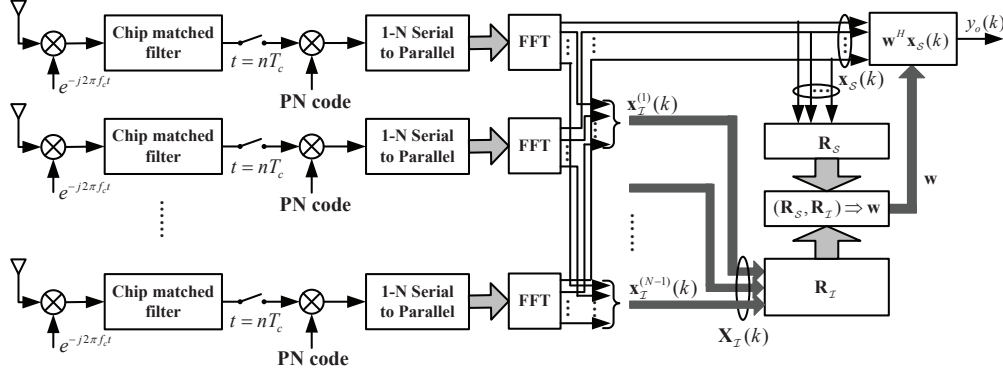 Chip matched
filter
1-N Serial
to Parallel
FFT
w^H x_S(k)
y_o(k)
t = nT_c
e^{-j2πf_c t}
PN code
x_S(k)
x_I^{(1)}(k)
Chip matched
filter
1-N Serial
to Parallel
FFT
R_S
t = nT_c
e^{-j2πf_c t}
PN code
w
(R_S, R_I) ⇒ w
Chip matched
filter
1-N Serial
to Parallel
FFT
x_I^{(N-1)}(k)
R_I
t = nT_c
e^{-j2πf_c t}
PN code
X_I(k)